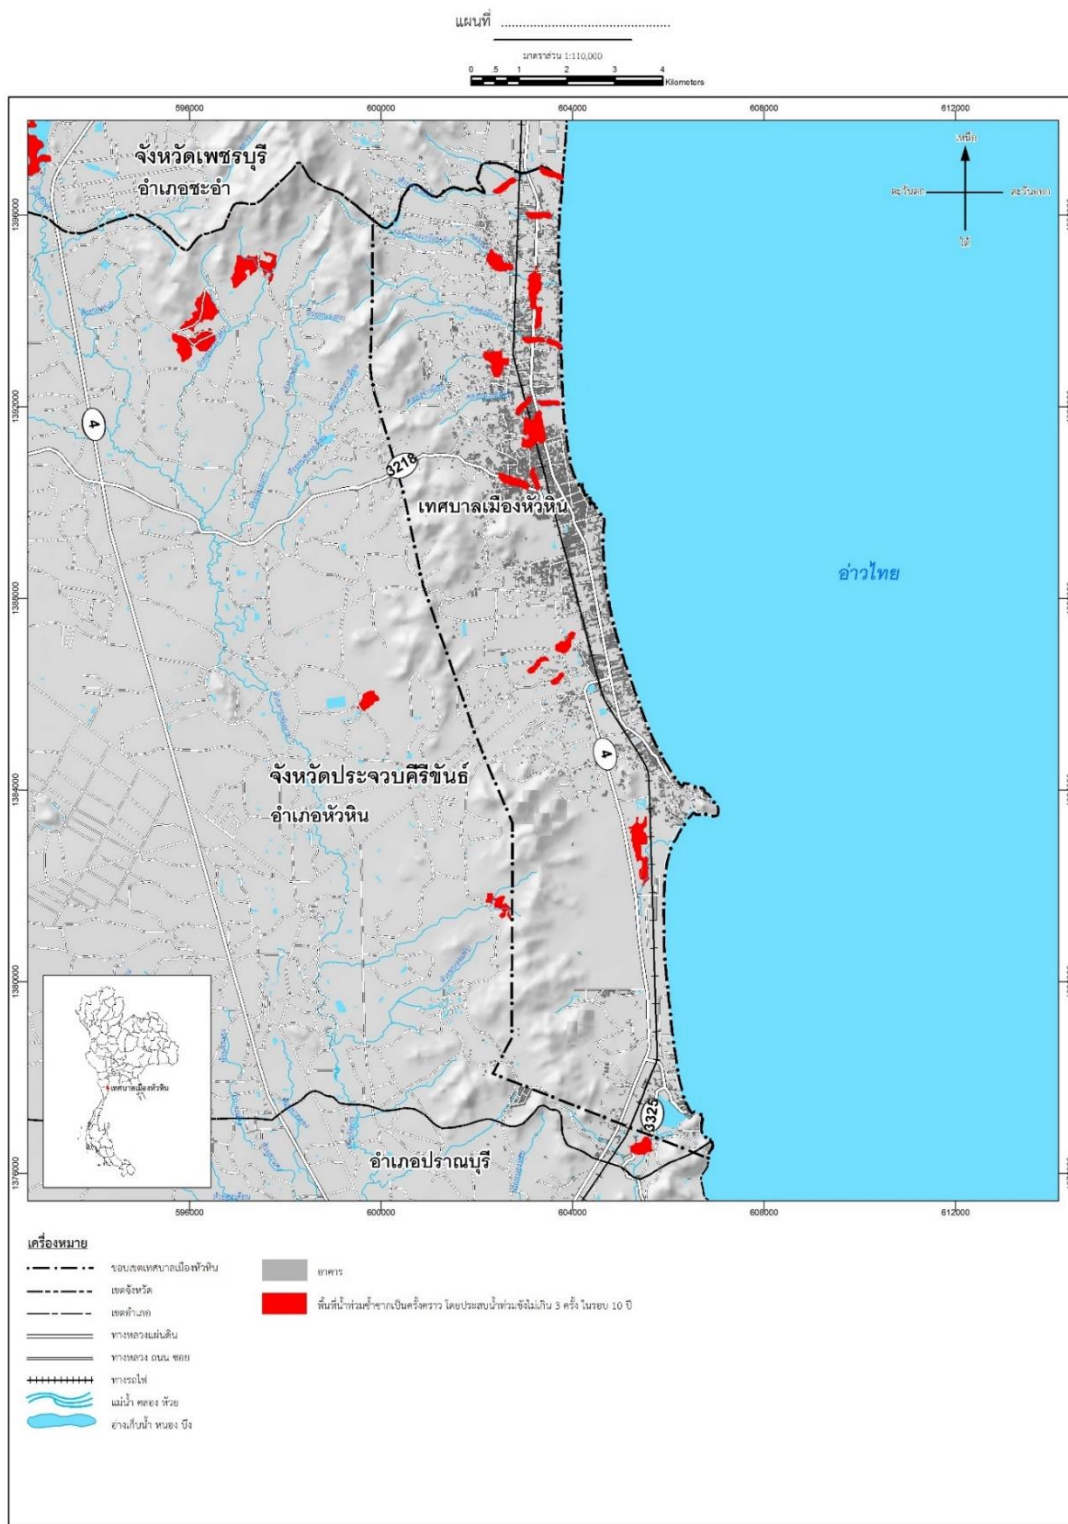 แผนที่ ........................................
มาตราส่วน 1:110,000
0 .5 1 2 3 4
Kilometers
596000 600000 604000 608000 612000
จังหวัดเพชรบุรี
อำเภอชะอำ
เหนือ
ตะวันตก ตะวันออก
ใต้
1396000
1392000
4
3218
เทศบาลเมืองหัวหิน
อ่าวไทย
1388000
4
จังหวัดประจวบคีรีขันธ์
1384000
อำเภอหัวหิน
1380000
เทศบาลเมืองหัวหิน
3325
อำเภอปราณบุรี
1376000
596000 600000 604000 608000 612000
เครื่องหมาย
ขอบเขตเทศบาลเมืองหัวหิน
เขตจังหวัด
เขตอำเภอ
ทางหลวงแผ่นดิน
ทางหลวง ถนน ซอย
ทางรถไฟ
แม่น้ำ คลอง ห้วย
อ่างเก็บน้ำ หนอง บึง
อาคาร
พื้นที่น้ำท่วมซ้ำซากเป็นครั้งคราว โดยประสบน้ำท่วมขังไม่เกิน 3 ครั้ง ในรอบ 10 ปี